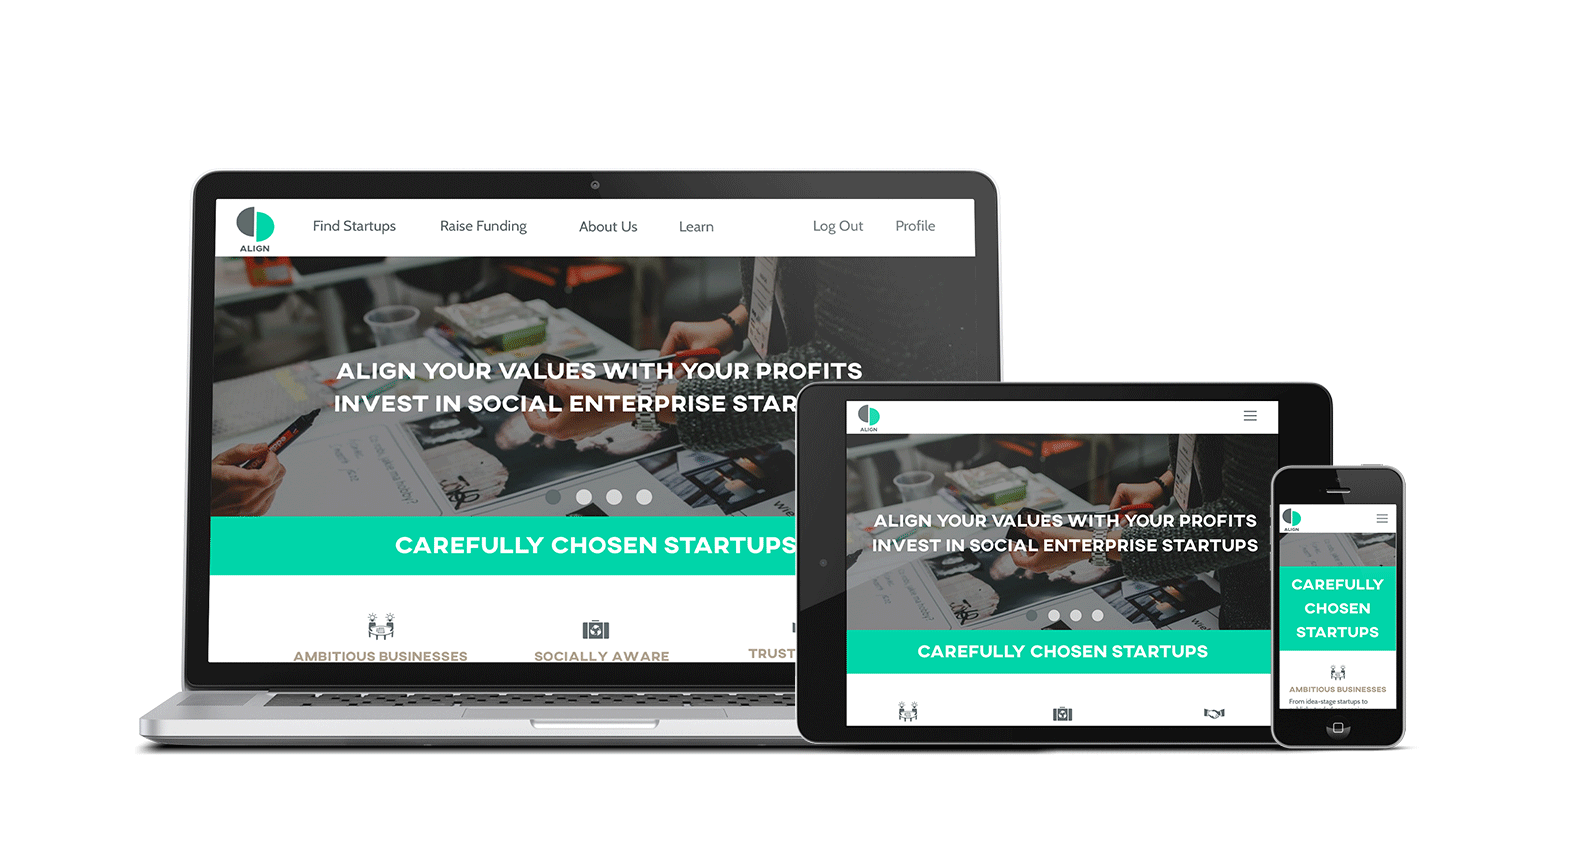 ALIGN
Find Startups
Raise Funding
About Us
Learn
Log Out
Profile
ALIGN YOUR VALUES WITH YOUR PROFITS
INVEST IN SOCIAL ENTERPRISE STAR
CAREFULLY CHOSEN STARTUPS
AMBITIOUS BUSINESSES
SOCIALLY AWARE
TRUST
ALIGN
ALIGN YOUR VALUES WITH YOUR PROFITS
INVEST IN SOCIAL ENTERPRISE STARTUPS
CAREFULLY CHOSEN STARTUPS
ALIGN
CAREFULLY
CHOSEN
STARTUPS
AMBITIOUS BUSINESSES
From idea-stage startups to